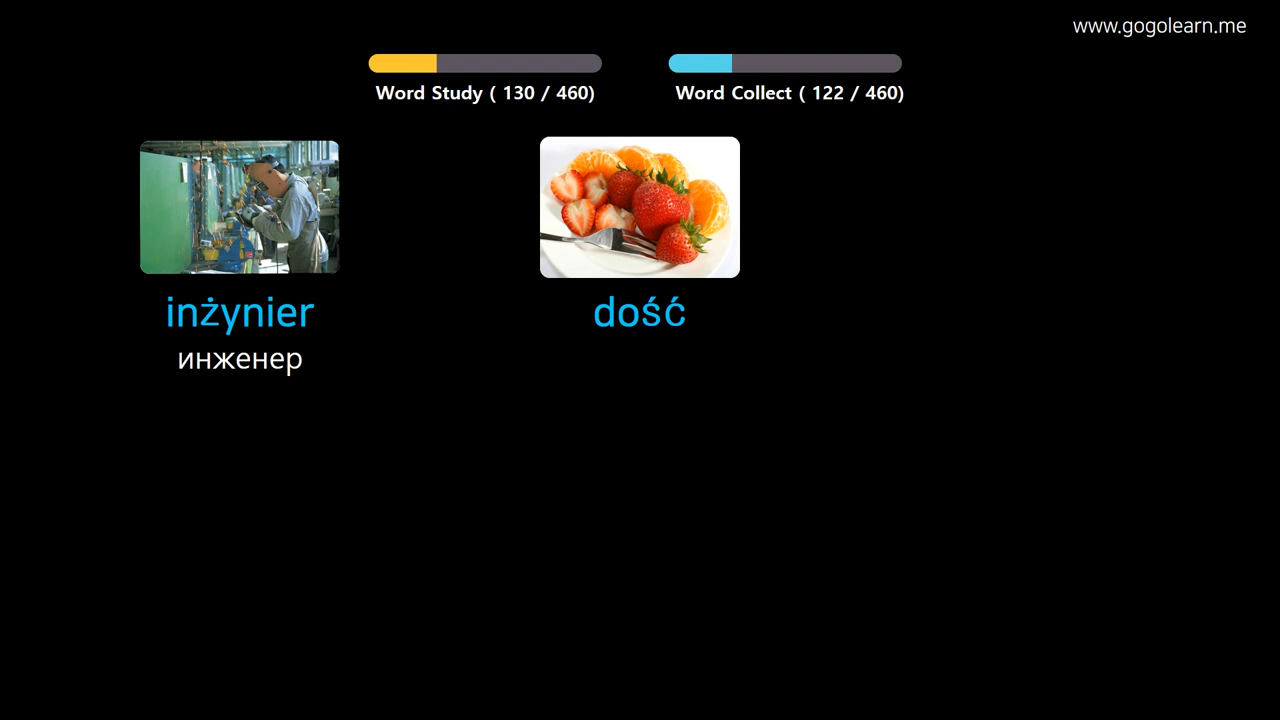 www.gogolearn.me
Word Study ( 130 / 460)
Word Collect ( 122 / 460)
inżynier
dość
инженер